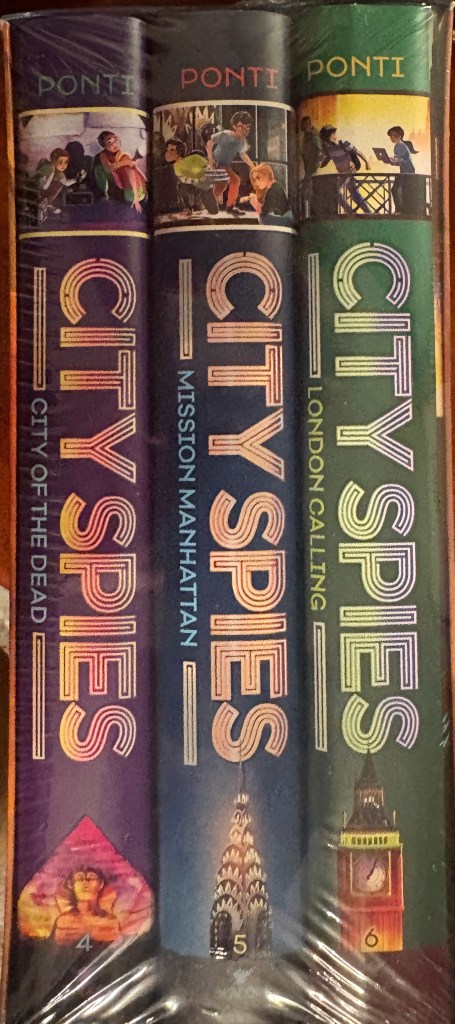 PONTI
CITY SPIES
CITY OF THE DEAD
4
PONTI
CITY SPIES
MISSION MANHATTAN
5
PONTI
CITY SPIES
LONDON CALLING
6